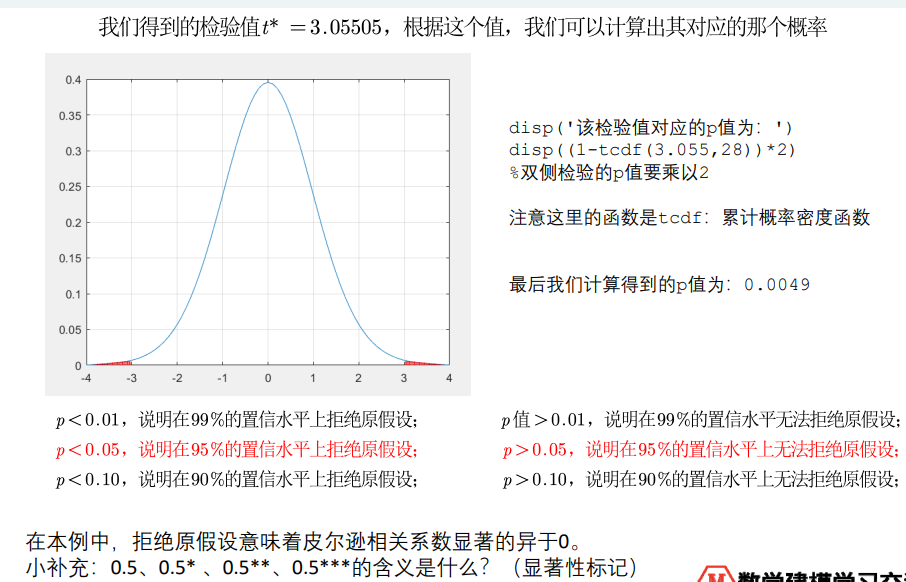 我们得到的检验值t* =3.05505，根据这个值，我们可以计算出其对应的那个概率
0.4
0.35
0.3
0.25
0.2
0.15
0.1
0.05
0
-4 -3 -2 -1 0 1 2 3 4
disp('该检验值对应的p值为：')
disp((1-tcdf(3.055,28))*2)
%双侧检验的p值要乘以2
注意这里的函数是tcdf：累计概率密度函数
最后我们计算得到的p值为：0.0049
p<0.01，说明在99%的置信水平上拒绝原假设；
p<0.05，说明在95%的置信水平上拒绝原假设；
p<0.10，说明在90%的置信水平上拒绝原假设；
p值>0.01，说明在99%的置信水平无法拒绝原假设；
p>0.05，说明在95%的置信水平上无法拒绝原假设；
p>0.10，说明在90%的置信水平上无法拒绝原假设；
在本例中，拒绝原假设意味着皮尔逊相关系数显著的异于0。
小补充：0.5、0.5* 、0.5**、0.5***的含义是什么？（显著性标记）
M 数学建模学习交